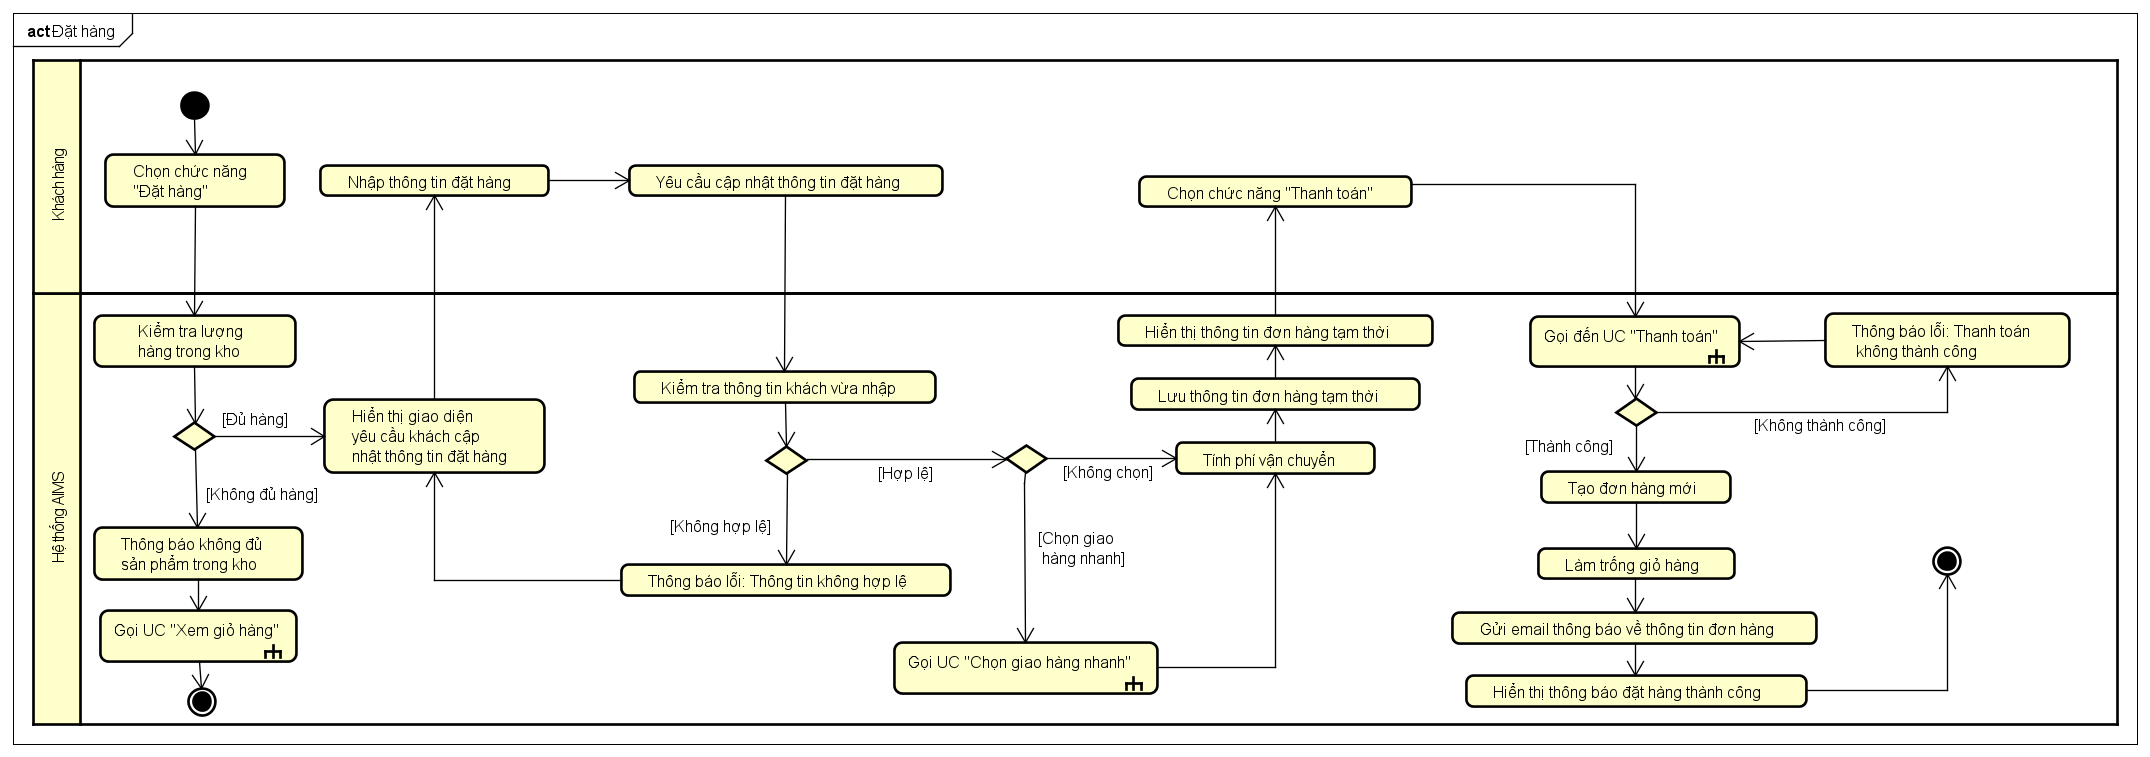 act Đặt hàng
Khách hàng
Chọn chức năng
"Đặt hàng"
Nhập thông tin đặt hàng
Yêu cầu cập nhật thông tin đặt hàng
Chọn chức năng "Thanh toán"
Hệ thống AIMS
Kiểm tra lượng
hàng trong kho
[Đủ hàng]
[Không đủ hàng]
Thông báo không đủ
sản phẩm trong kho
Gọi UC "Xem giỏ hàng"
Hiển thị giao diện
yêu cầu khách cập
nhật thông tin đặt hàng
Kiểm tra thông tin khách vừa nhập
[Hợp lệ]
[Không hợp lệ]
Thông báo lỗi: Thông tin không hợp lệ
[Không chọn]
[Chọn giao
hàng nhanh]
Gọi UC "Chọn giao hàng nhanh"
Hiển thị thông tin đơn hàng tạm thời
Lưu thông tin đơn hàng tạm thời
Tính phí vận chuyển
Gọi đến UC "Thanh toán"
Thông báo lỗi: Thanh toán
không thành công
[Không thành công]
[Thành công]
Tạo đơn hàng mới
Làm trống giỏ hàng
Gửi email thông báo về thông tin đơn hàng
Hiển thị thông báo đặt hàng thành công